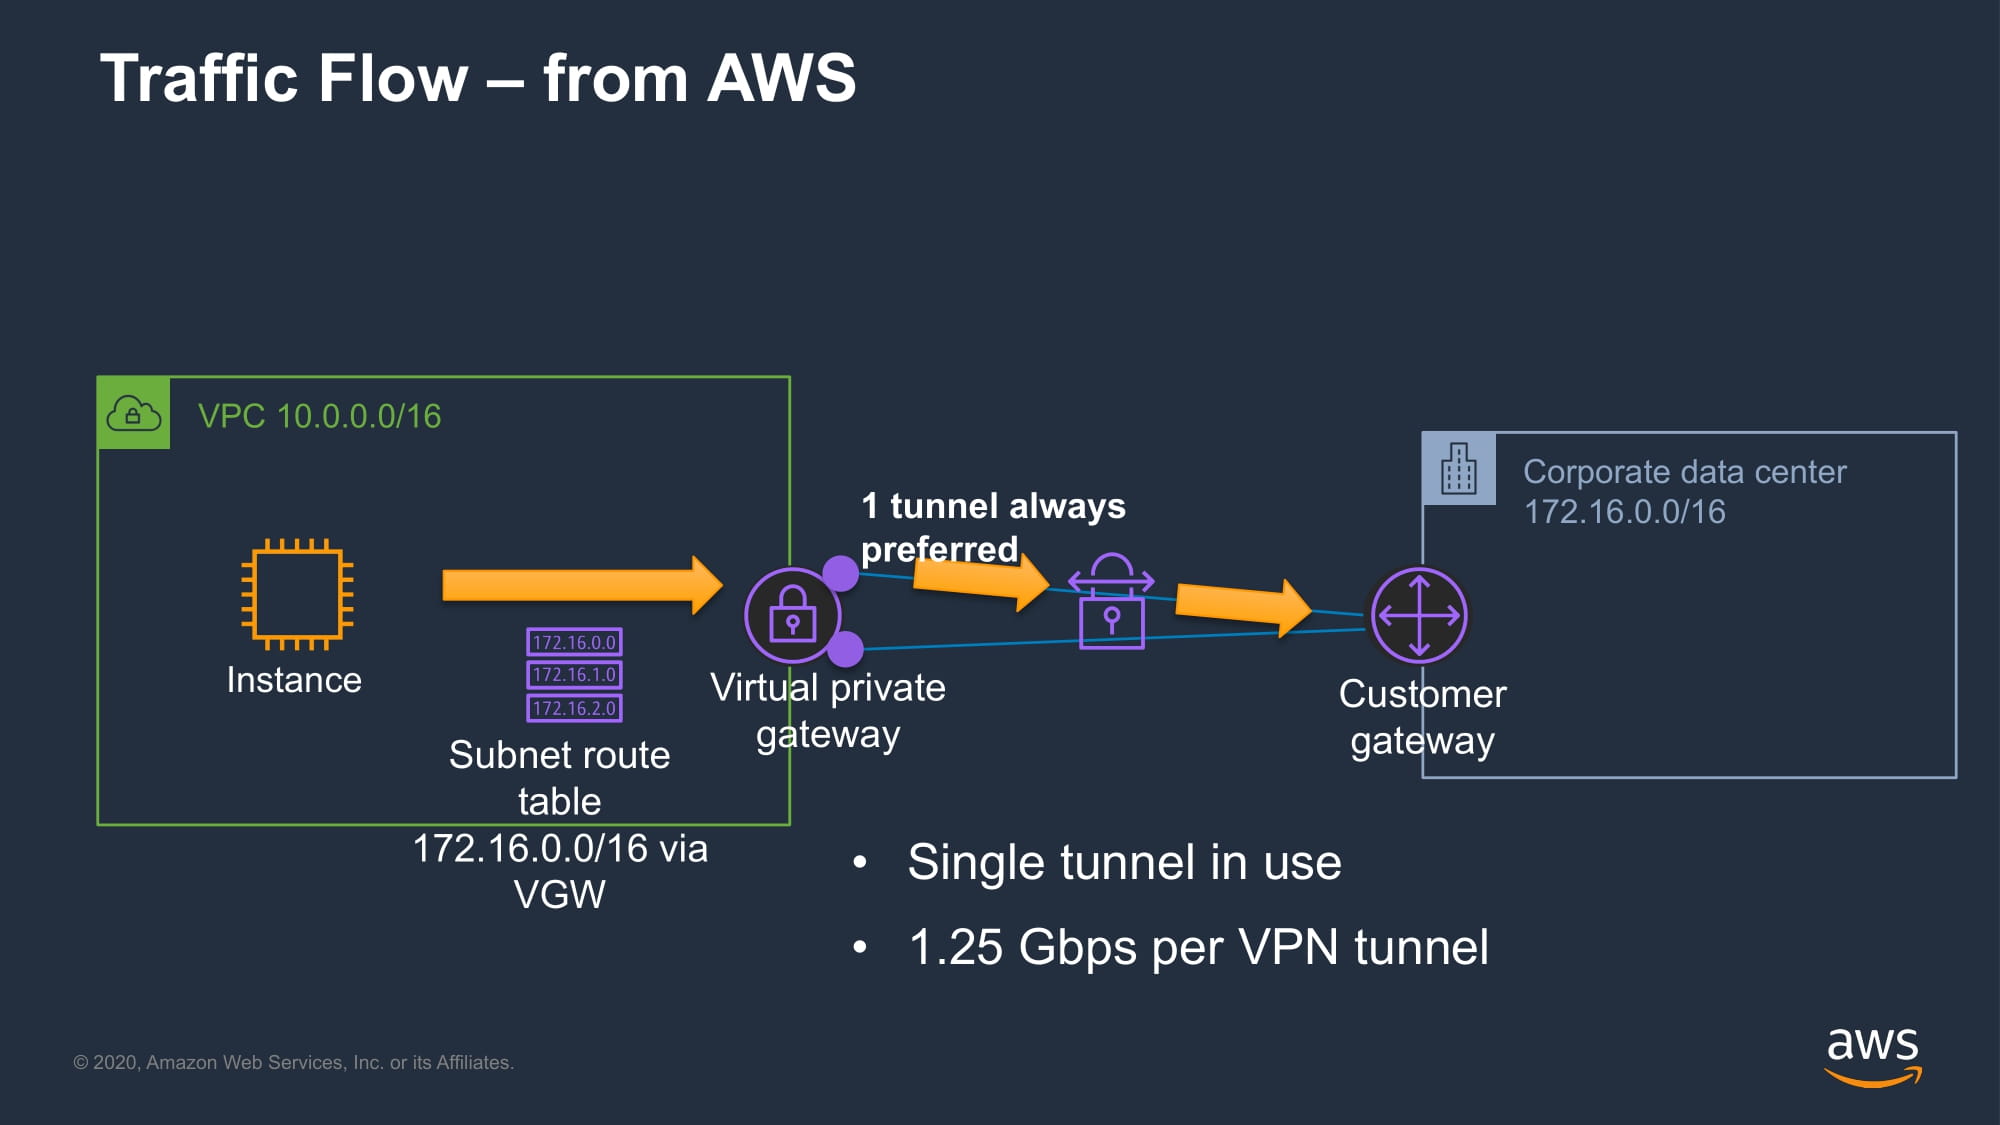 Traffic Flow – from AWS
VPC 10.0.0.0/16
Corporate data center
172.16.0.0/16
1 tunnel always
preferred
Instance
172.16.0.0
172.16.1.0
172.16.2.0
Subnet route
table
172.16.0.0/16 via
VGW
Virtual private
gateway
Customer
gateway
• Single tunnel in use
• 1.25 Gbps per VPN tunnel
© 2020, Amazon Web Services, Inc. or its Affiliates.
aws